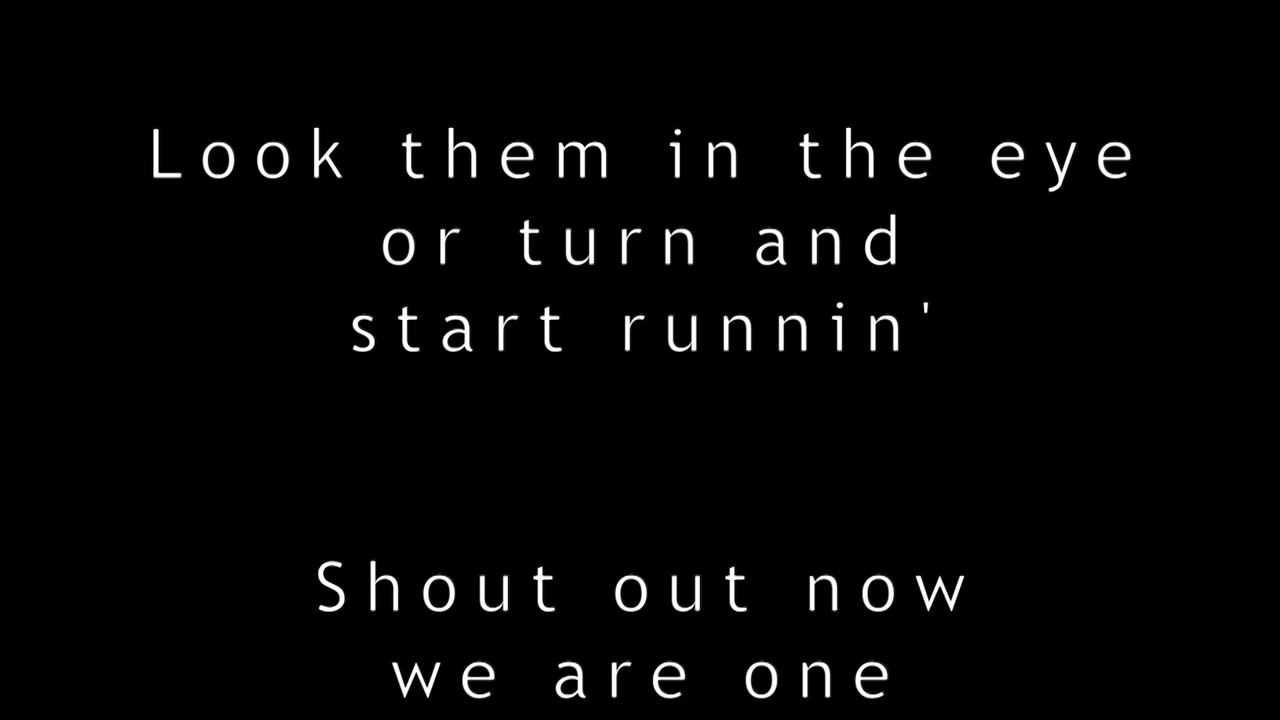 Look them in the eye
or turn and
start runnin'
Shout out now
we are one